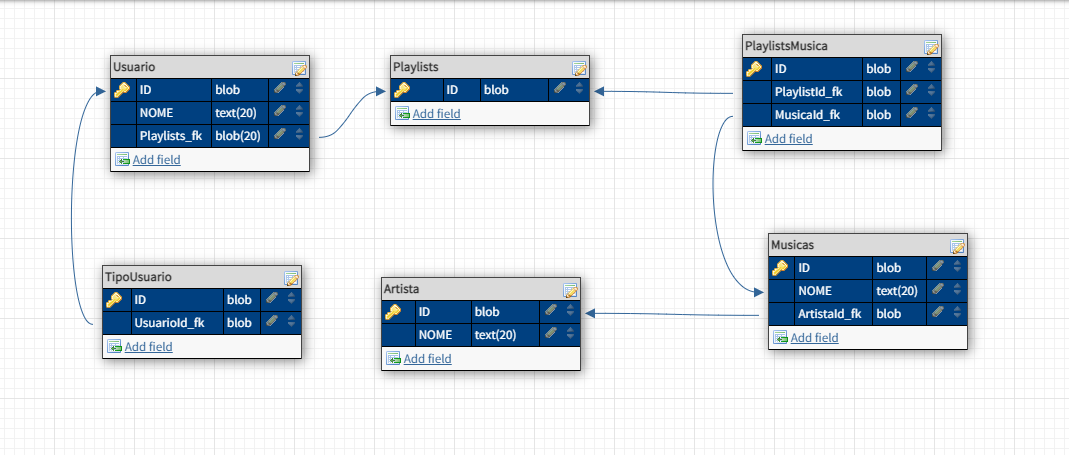 Usuario
ID blob
NOME text(20)
Playlists_fk blob(20)
Add field
Playlists
ID blob
Add field
PlaylistsMusica
ID blob
PlaylistId_fk blob
MusicaId_fk blob
Add field
TipoUsuario
ID blob
UsuarioId_fk blob
Add field
Artista
ID blob
NOME text(20)
Add field
Musicas
ID blob
NOME text(20)
ArtistaId_fk blob
Add field